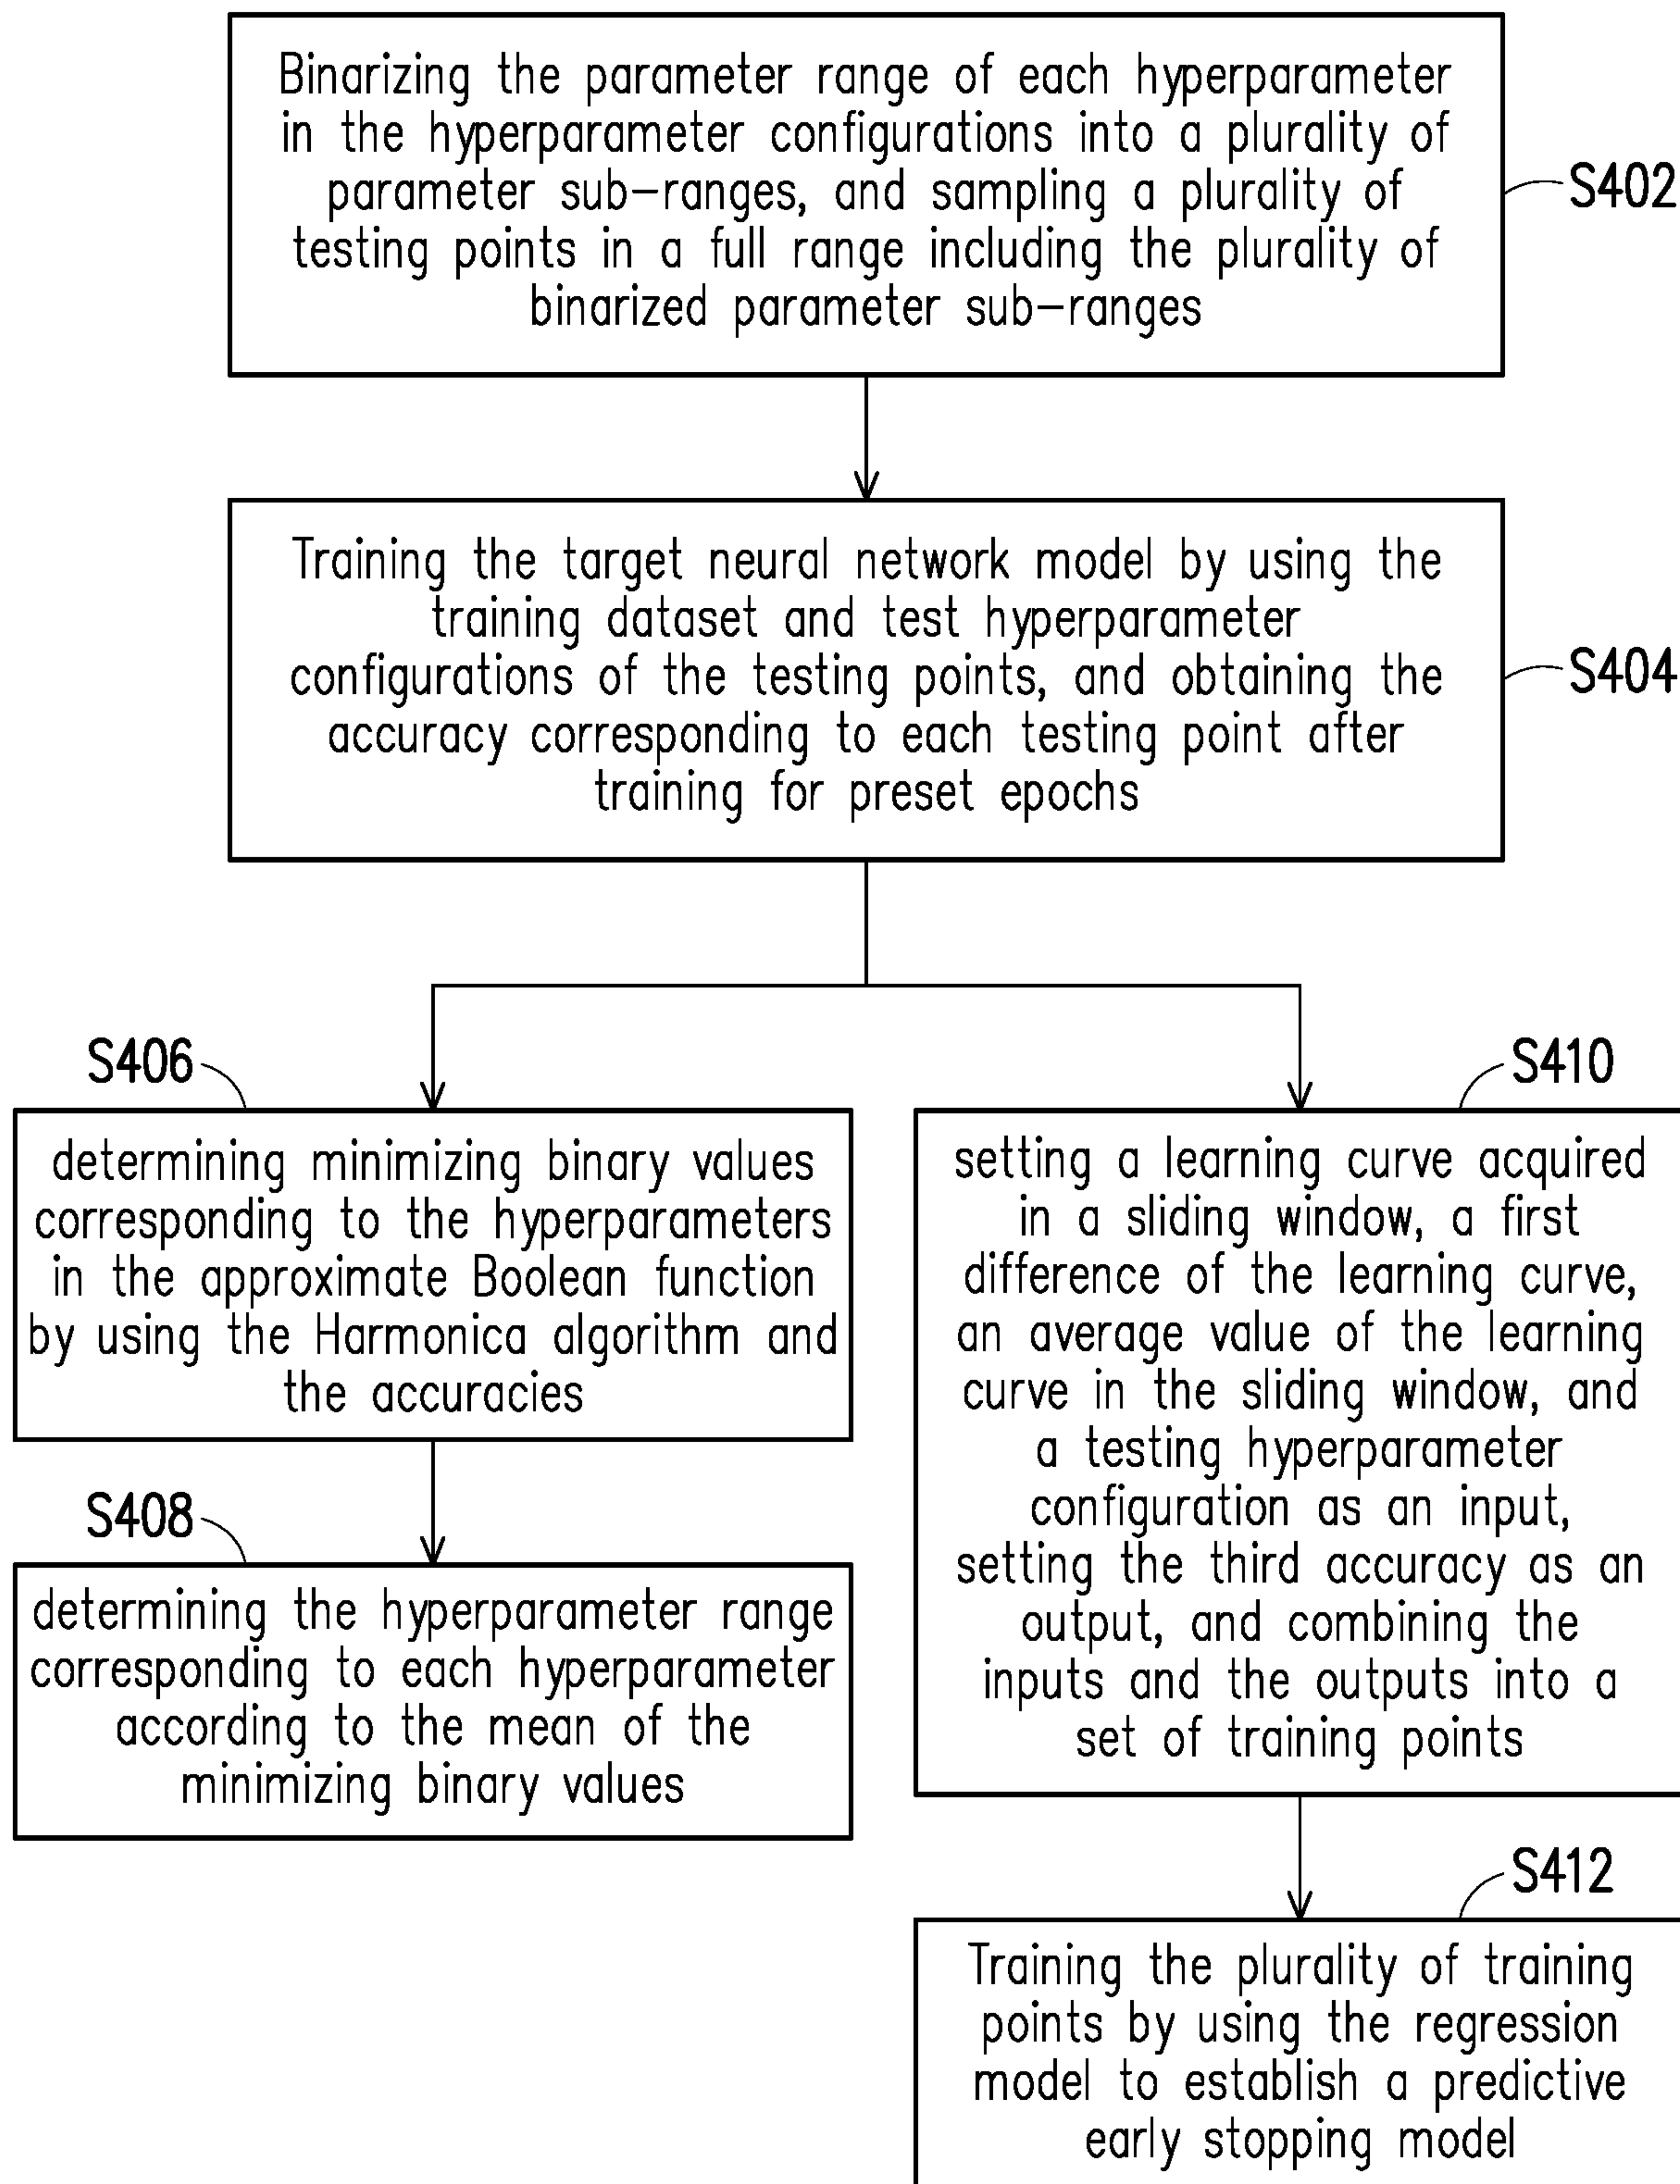 Binarizing the parameter range of each hyperparameter
in the hyperparameter configurations into a plurality of
parameter sub-ranges, and sampling a plurality of
testing points in a full range including the plurality of
binarized parameter sub-ranges
S402
Training the target neural network model by using the
training dataset and test hyperparameter
configurations of the testing points, and obtaining the
accuracy corresponding to each testing point after
training for preset epochs
S404
S406
determining minimizing binary values
corresponding to the hyperparameters
in the approximate Boolean function
by using the Harmonica algorithm and
the accuracies
S408
determining the hyperparameter range
corresponding to each hyperparameter
according to the mean of the
minimizing binary values
S410
setting a learning curve acquired
in a sliding window, a first
difference of the learning curve,
an average value of the learning
curve in the sliding window, and
a testing hyperparameter
configuration as an input,
setting the third accuracy as an
output, and combining the
inputs and the outputs into a
set of training points
S412
Training the plurality of training
points by using the regression
model to establish a predictive
early stopping model